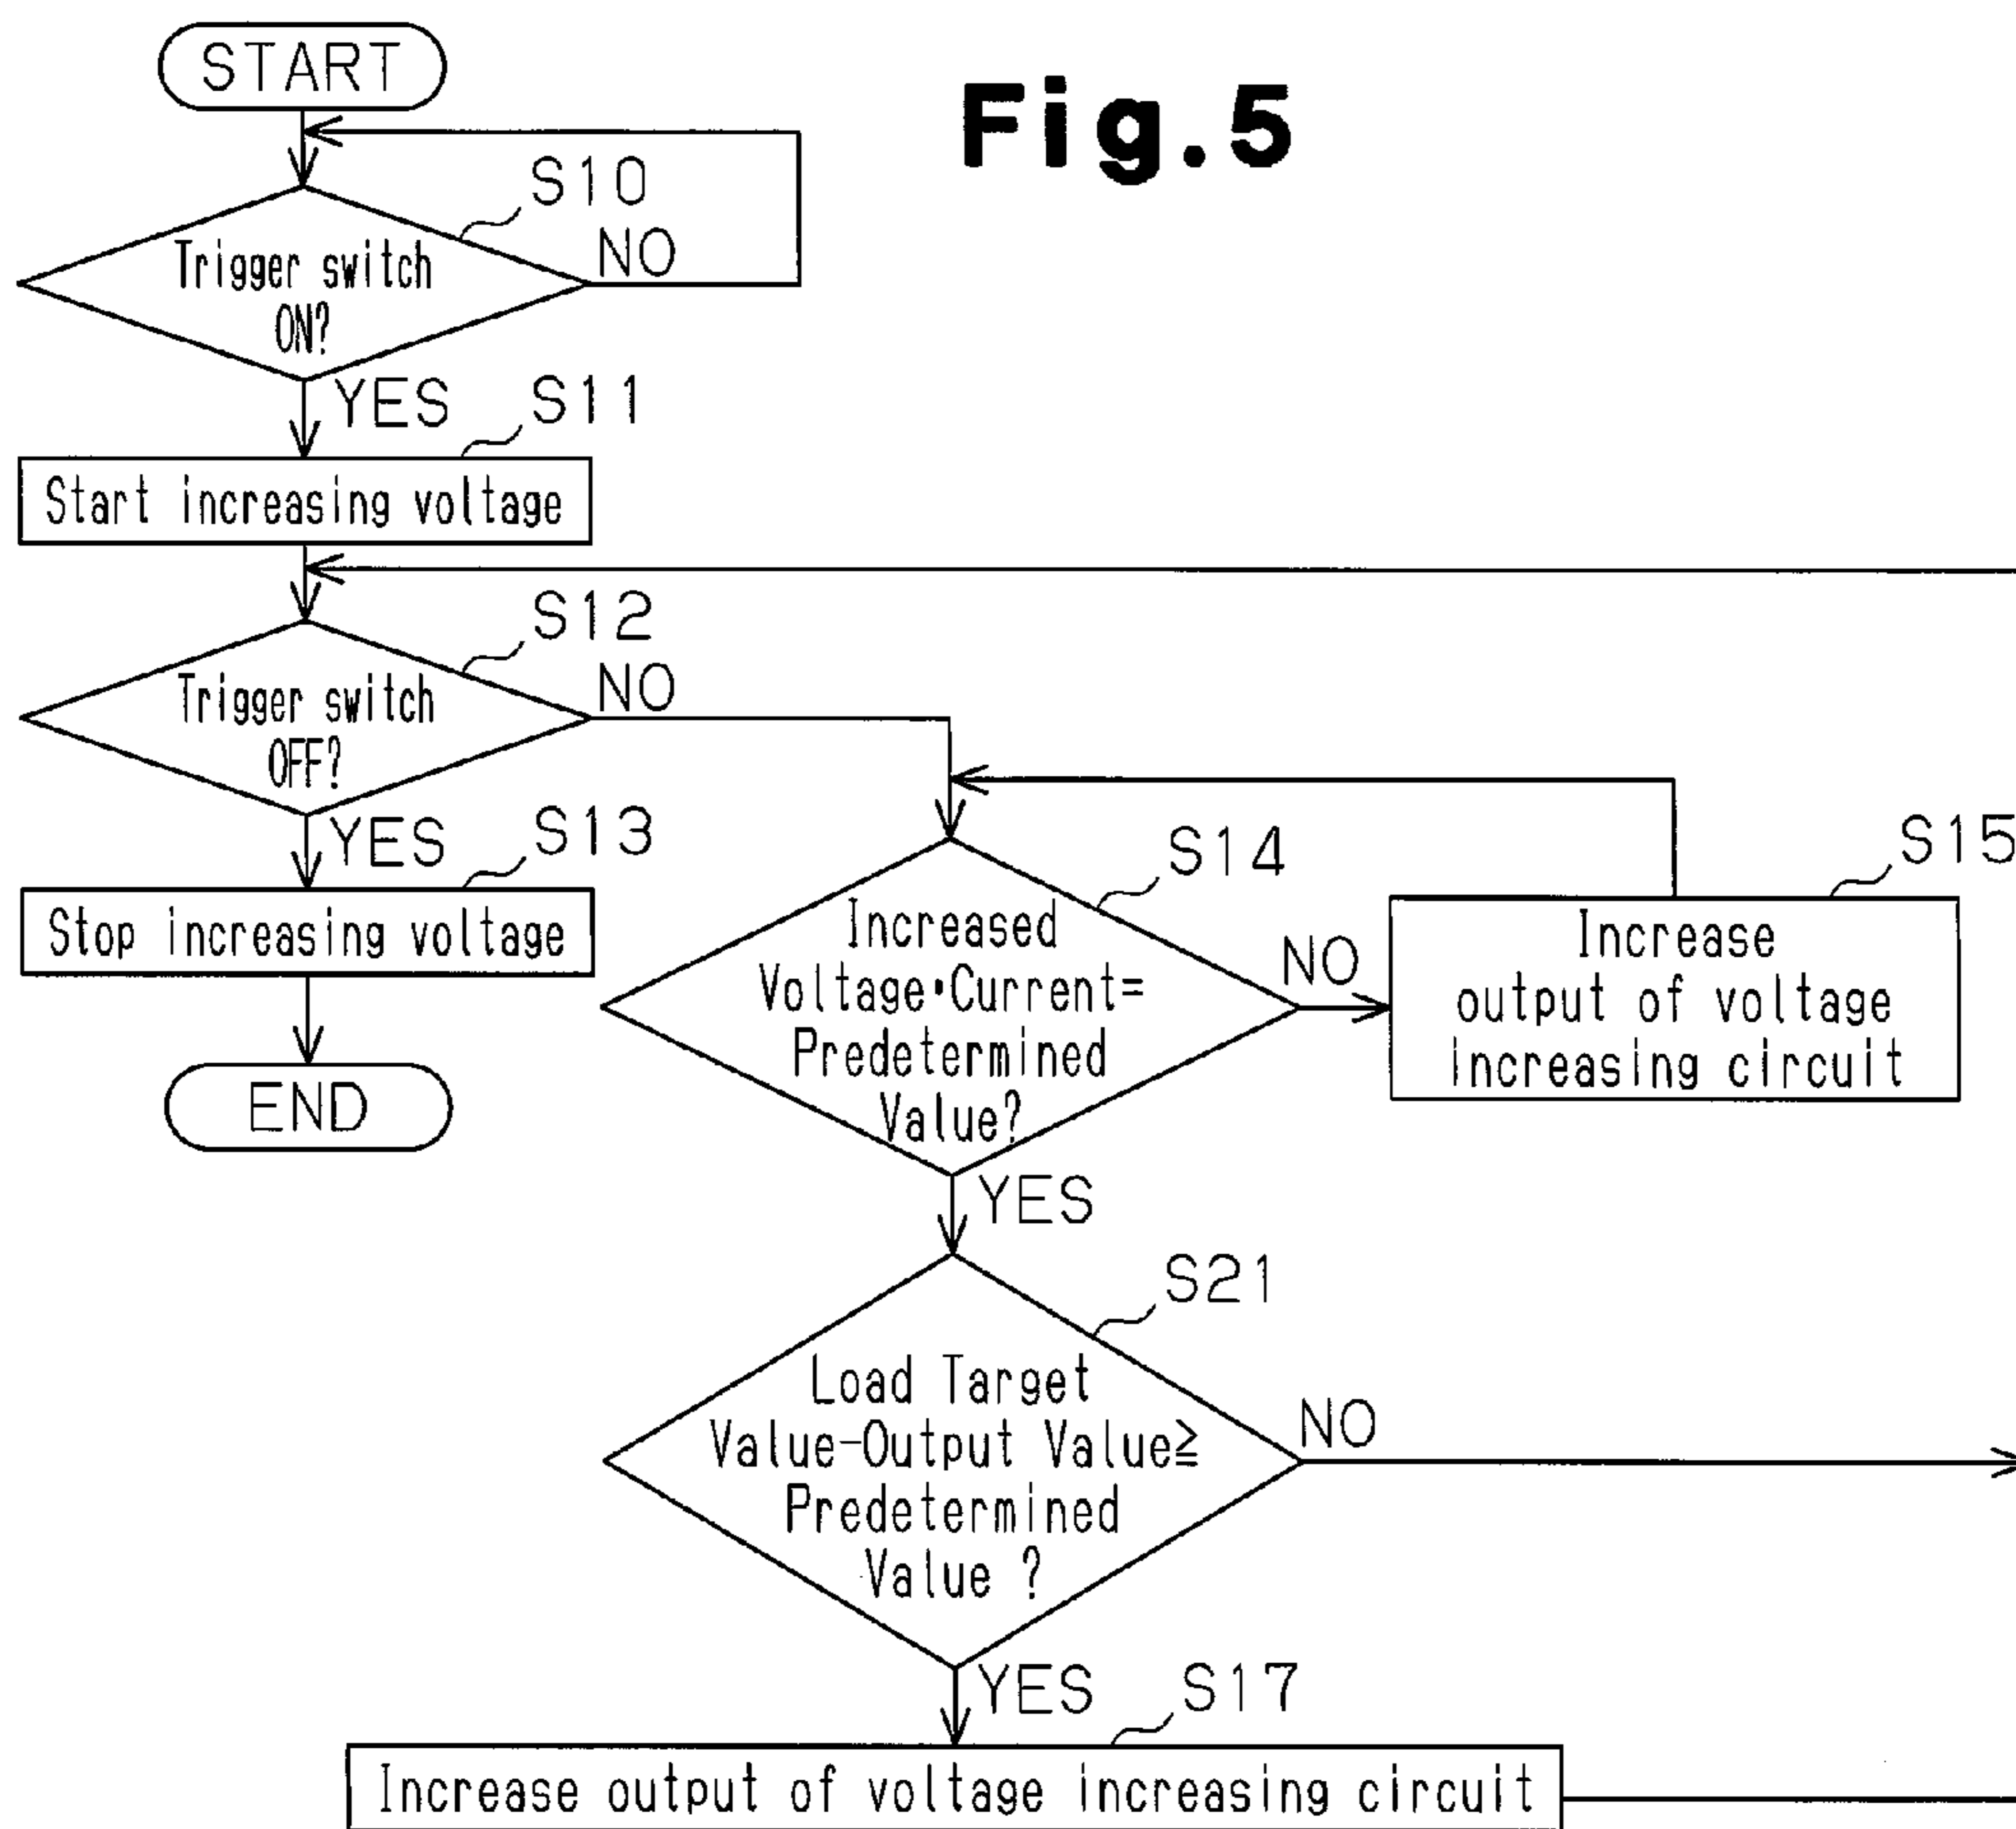 START
Fig.5
S10
Trigger switch
ON?
NO
YES
S11
Start increasing voltage
S12
Trigger switch
OFF?
NO
YES
S13
Stop increasing voltage
END
S14
Increased
Voltage·Current=
Predetermined
Value?
NO
S15
Increase
output of voltage
increasing circuit
YES
S21
Load Target
Value-Output Value≧
Predetermined
Value ?
NO
YES
S17
Increase output of voltage increasing circuit